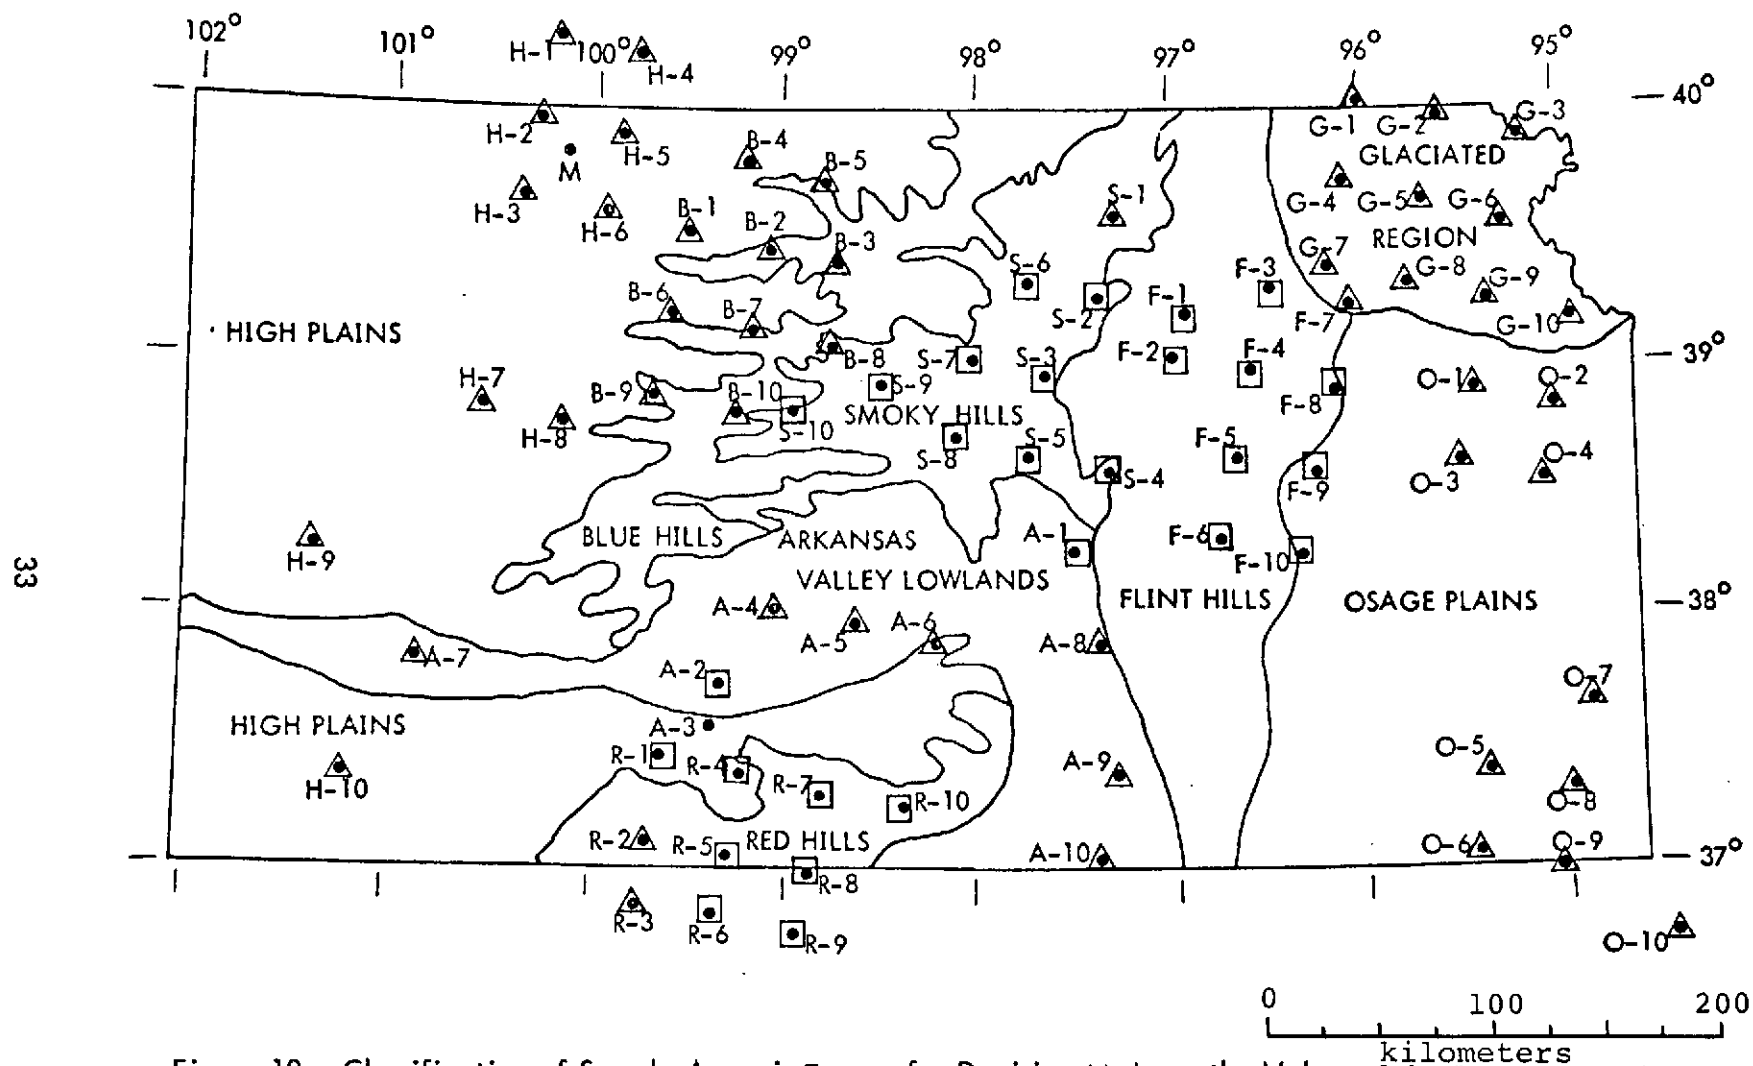 102°
101°
H-1
100°
H-4
99°
98°
97°
96°
95°
40°
H-2
M
H-5
B-4
B-5
G-1
G-2
G-3
GLACIATED
H-3
H-6
B-1
B-2
B-3
S-1
G-4
G-5
G-6
REGION
G-7
G-8
G-9
G-10
HIGH PLAINS
B-6
B-7
B-8
S-6
S-2
F-1
F-3
F-7
39°
H-7
H-8
B-9
B-10
S-10
S-9
S-7
S-3
F-2
F-4
F-8
O-1
O-2
SMOKY HILLS
S-8
S-5
S-4
F-5
F-9
O-3
O-4
H-9
BLUE HILLS
ARKANSAS
VALLEY LOWLANDS
A-1
F-6
F-10
FLINT HILLS
OSAGE PLAINS
38°
33
A-7
A-4
A-5
A-6
A-8
A-2
A-3
O-7
HIGH PLAINS
H-10
R-1
R-4
R-7
R-10
A-9
O-5
O-8
R-2
R-5
RED HILLS
R-8
A-10
O-6
O-9
37°
R-3
R-6
R-9
O-10
0 100 200
kilometers